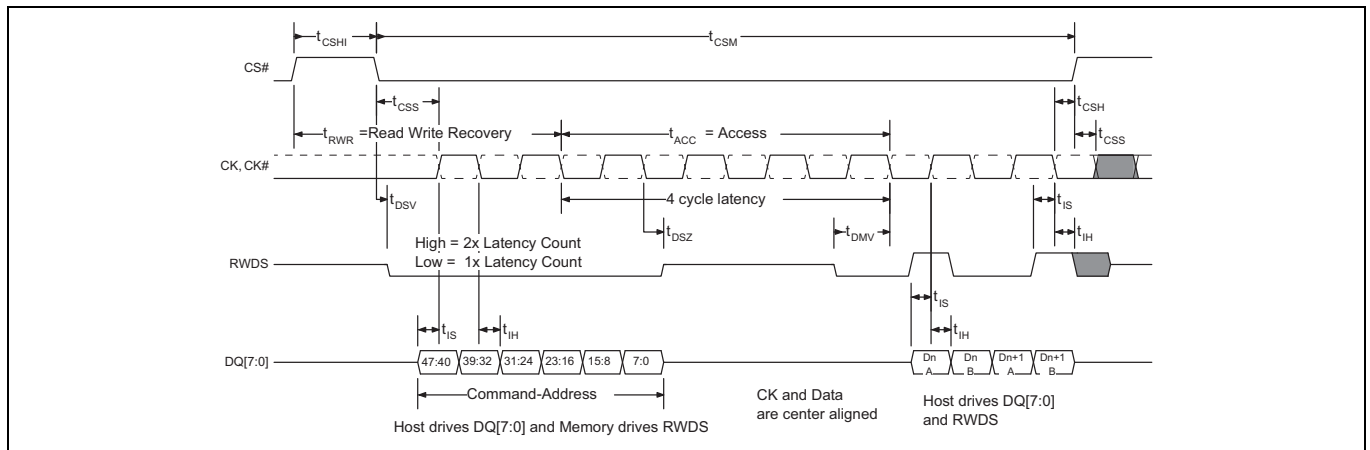 tCSHI
tCSM
CS#
tCSS
tCSH
tRWR =Read Write Recovery
tACC = Access
tCSS
CK, CK#
tDSV
4 cycle latency
tIS
High = 2x Latency Count
Low = 1x Latency Count
tDSZ
tDMV
tIH
RWDS
tIS
tIH
tIS
tIH
DQ[7:0]
47:40 39:32 31:24 23:16 15:8 7:0
Dn A Dn B Dn+1 A Dn+1 B
Command-Address
CK and Data
are center aligned
Host drives DQ[7:0]
and RWDS
Host drives DQ[7:0] and Memory drives RWDS